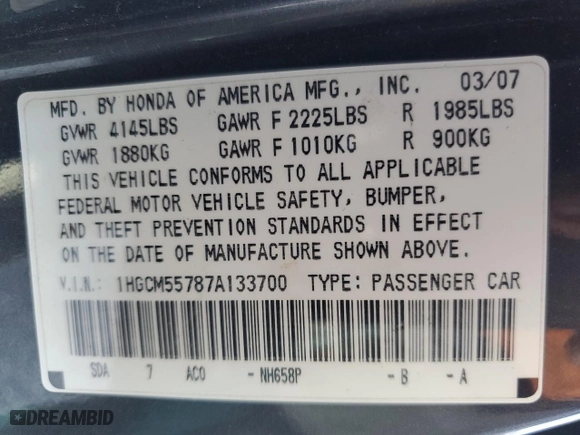 MFD. BY HONDA OF AMERICA MFG., INC. 03/07
GVWR 4145LBS GAWR F 2225LBS R 1985LBS
GVWR 1880KG GAWR F 1010KG R 900KG
THIS VEHICLE CONFORMS TO ALL APPLICABLE
FEDERAL MOTOR VEHICLE SAFETY, BUMPER,
AND THEFT PREVENTION STANDARDS IN EFFECT
ON THE DATE OF MANUFACTURE SHOWN ABOVE.
V.I.N.: 1HGCM55787A133700 TYPE: PASSENGER CAR
SDA 7 AC0 - NH658P - B - A
DREAMBID